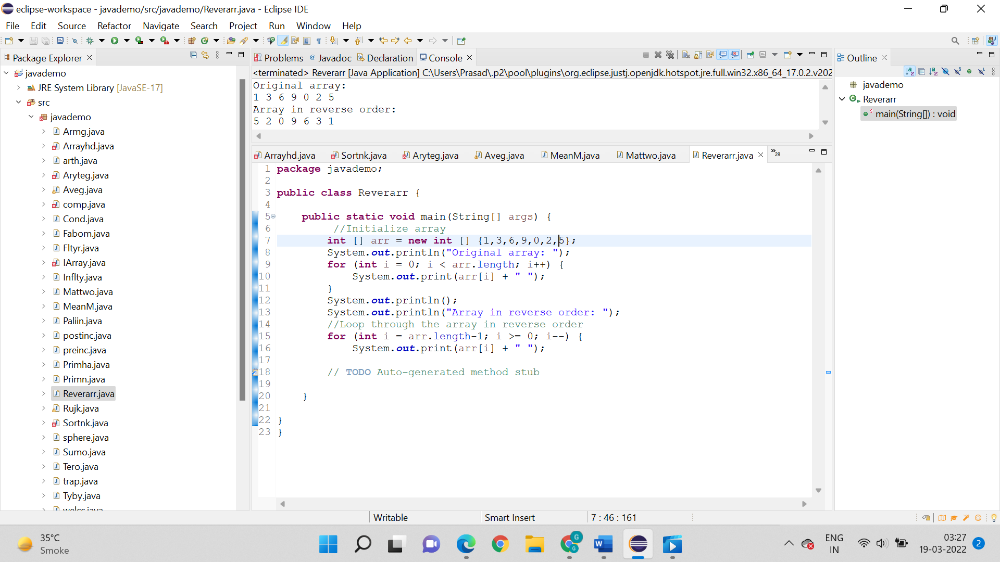 eclipse-workspace - javademo/src/javademo/Reverarr.java - Eclipse IDE
File Edit Source Refactor Navigate Search Project Run Window Help
Package Explorer
javademo
JRE System Library [JavaSE-17]
src
javademo
Armg.java
Arrayhd.java
arth.java
Aryteg.java
Aveg.java
comp.java
Cond.java
Fabom.java
Fltyr.java
IArray.java
Inflty.java
Mattwo.java
MeanM.java
Paliin.java
postinc.java
preinc.java
Primha.java
Primn.java
Reverarr.java
Rujk.java
Sortnk.java
sphere.java
Sumo.java
Tero.java
trap.java
Tyby.java
Problems @ Javadoc Declaration Console
<terminated> Reverarr [Java Application] C:\Users\Prasad\.p2\pool\plugins\org.eclipse.justj.openjdk.hotspot.jre.full.win32.x86_64_17.0.2.v202
Original array:
1 3 6 9 0 2 5
Array in reverse order:
5 2 0 9 6 3 1
Arrayhd.java Sortnk.java Aryteg.java Aveg.java MeanM.java Mattwo.java Reverarr.java »29
1 package javademo;
2
3 public class Reverarr {
4
5 public static void main(String[] args) {
6 //Initialize array
7 int [] arr = new int [] {1,3,6,9,0,2,5};
8 System.out.println("Original array: ");
9 for (int i = 0; i < arr.length; i++) {
10 System.out.print(arr[i] + " ");
11 }
12 System.out.println();
13 System.out.println("Array in reverse order: ");
14 //Loop through the array in reverse order
15 for (int i = arr.length-1; i >= 0; i--) {
16 System.out.print(arr[i] + " ");
17
18 // TODO Auto-generated method stub
19
20 }
21
22 }
23 }
Outline
javademo
Reverarr
main(String[]) : void
Writable Smart Insert 7 : 46 : 161
35°C
Smoke
ENG
IN
03:27
19-03-2022
2